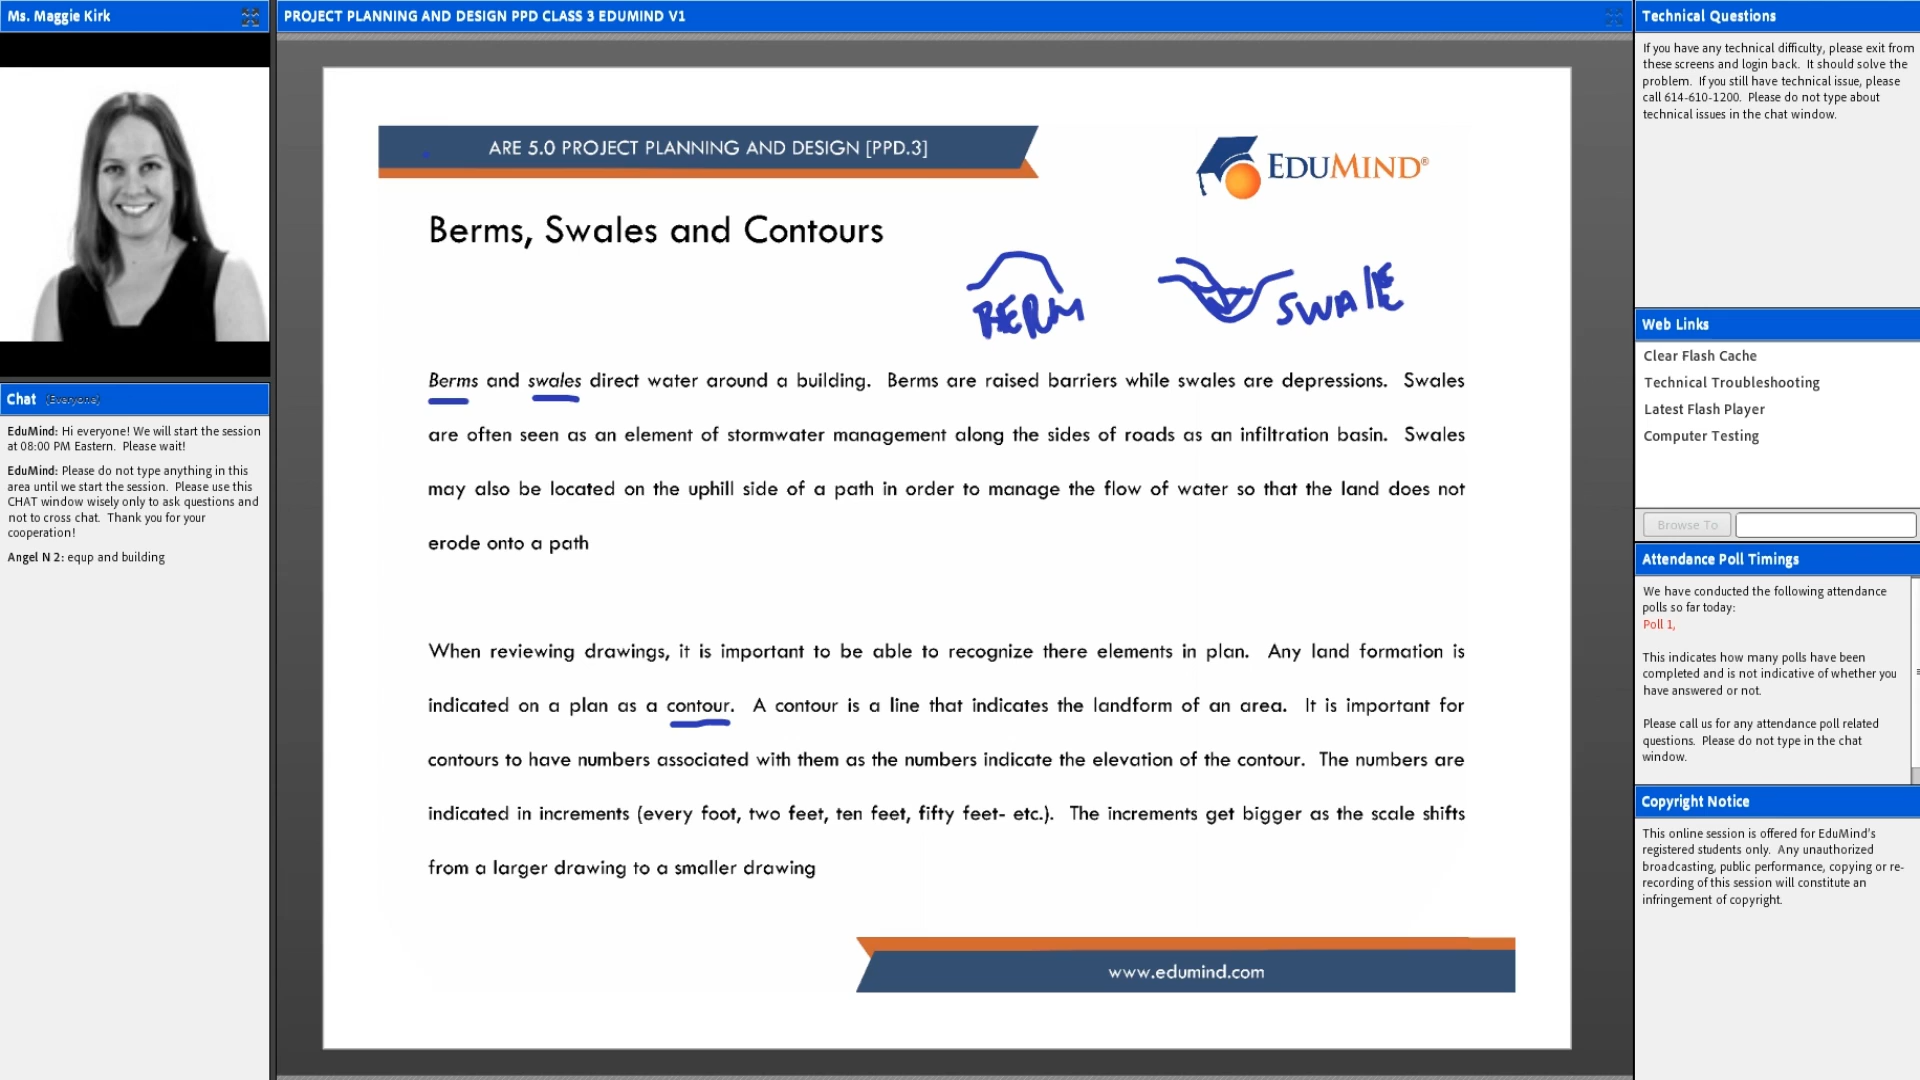 Ms. Maggie Kirk
PROJECT PLANNING AND DESIGN PPD CLASS 3 EDUMIND V1
ARE 5.0 PROJECT PLANNING AND DESIGN [PPD.3]
EDUMIND®
Berms, Swales and Contours
BERM
SWALE
Berms and swales direct water around a building. Berms are raised barriers while swales are depressions. Swales
are often seen as an element of stormwater management along the sides of roads as an infiltration basin. Swales
may also be located on the uphill side of a path in order to manage the flow of water so that the land does not
erode onto a path
When reviewing drawings, it is important to be able to recognize there elements in plan. Any land formation is
indicated on a plan as a contour. A contour is a line that indicates the landform of an area. It is important for
contours to have numbers associated with them as the numbers indicate the elevation of the contour. The numbers are
indicated in increments (every foot, two feet, ten feet, fifty feet- etc.). The increments get bigger as the scale shifts
from a larger drawing to a smaller drawing
www.edumind.com
Chat (Everyone)
EduMind: Hi everyone! We will start the session
at 08:00 PM Eastern. Please wait!
EduMind: Please do not type anything in this
area until we start the session. Please use this
CHAT window wisely only to ask questions and
not to cross chat. Thank you for your
cooperation!
Angel N 2: equp and building
Technical Questions
If you have any technical difficulty, please exit from
these screens and login back. It should solve the
problem. If you still have technical issue, please
call 614-610-1200. Please do not type about
technical issues in the chat window.
Web Links
Clear Flash Cache
Technical Troubleshooting
Latest Flash Player
Computer Testing
Browse To
Attendance Poll Timings
We have conducted the following attendance
polls so far today:
Poll 1,
This indicates how many polls have been
completed and is not indicative of whether you
have answered or not.
Please call us for any attendance poll related
questions. Please do not type in the chat
window.
Copyright Notice
This online session is offered for EduMind's
registered students only. Any unauthorized
broadcasting, public performance, copying or re-
recording of this session will constitute an
infringement of copyright.